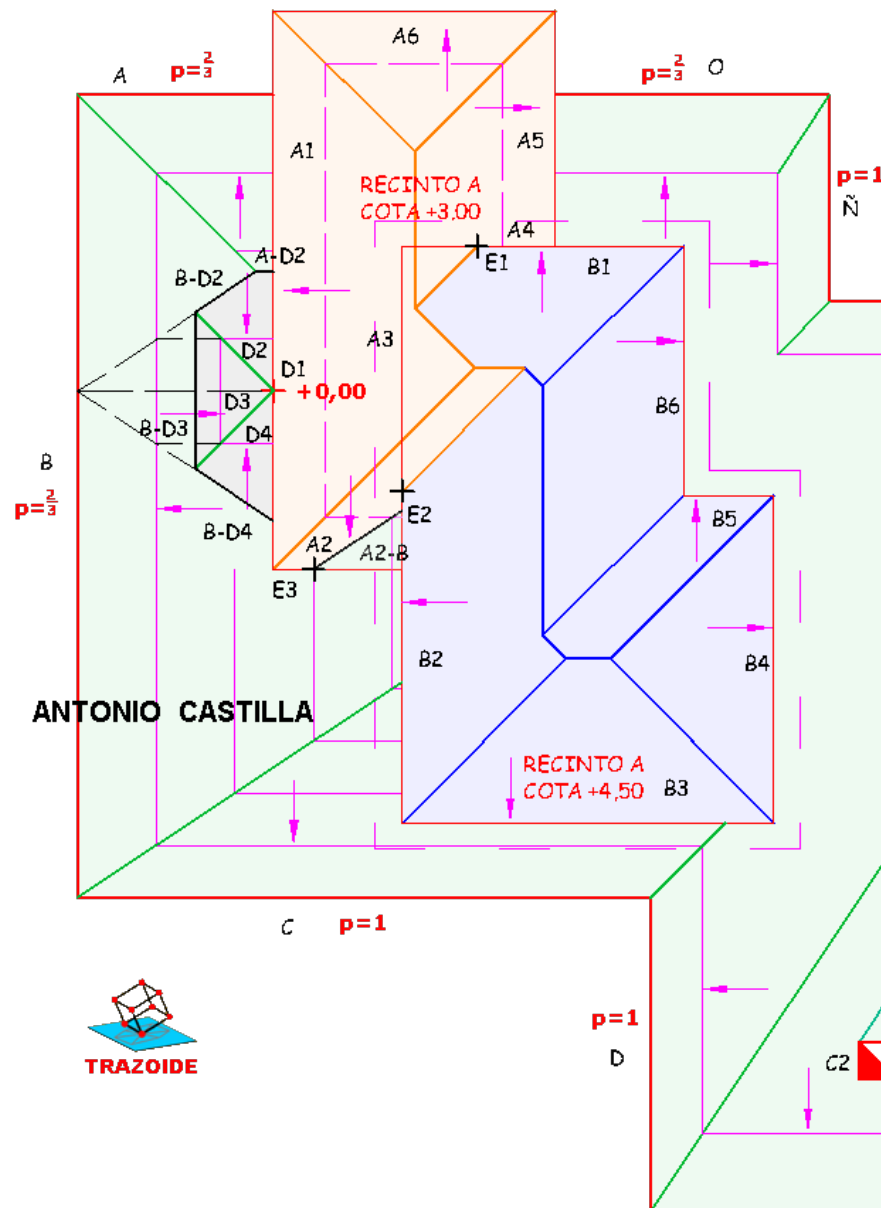 A6
A
p=2/3
p=2/3
O
A1
A5
p=1
Ñ
RECINTO A
COTA +3,00
A4
E1
B1
A-D2
B-D2
A3
D2
D1
+0,00
D3
B-D3
D4
B6
B
p=2/3
B-D4
E2
B5
A2
A2-B
E3
B2
B4
ANTONIO CASTILLA
RECINTO A
COTA +4,50
B3
C
p=1
p=1
D
C2
TRAZOIDE